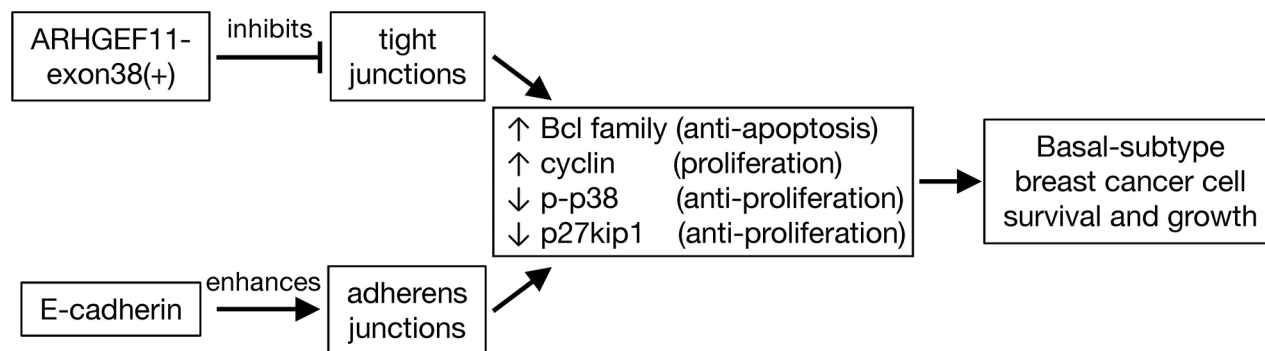 ARHGEF11-
exon38(+)
inhibits
tight
junctions
↑ Bcl family (anti-apoptosis)
↑ cyclin (proliferation)
↓ p-p38 (anti-proliferation)
↓ p27kip1 (anti-proliferation)
Basal-subtype
breast cancer cell
survival and growth
E-cadherin
enhances
adherens
junctions